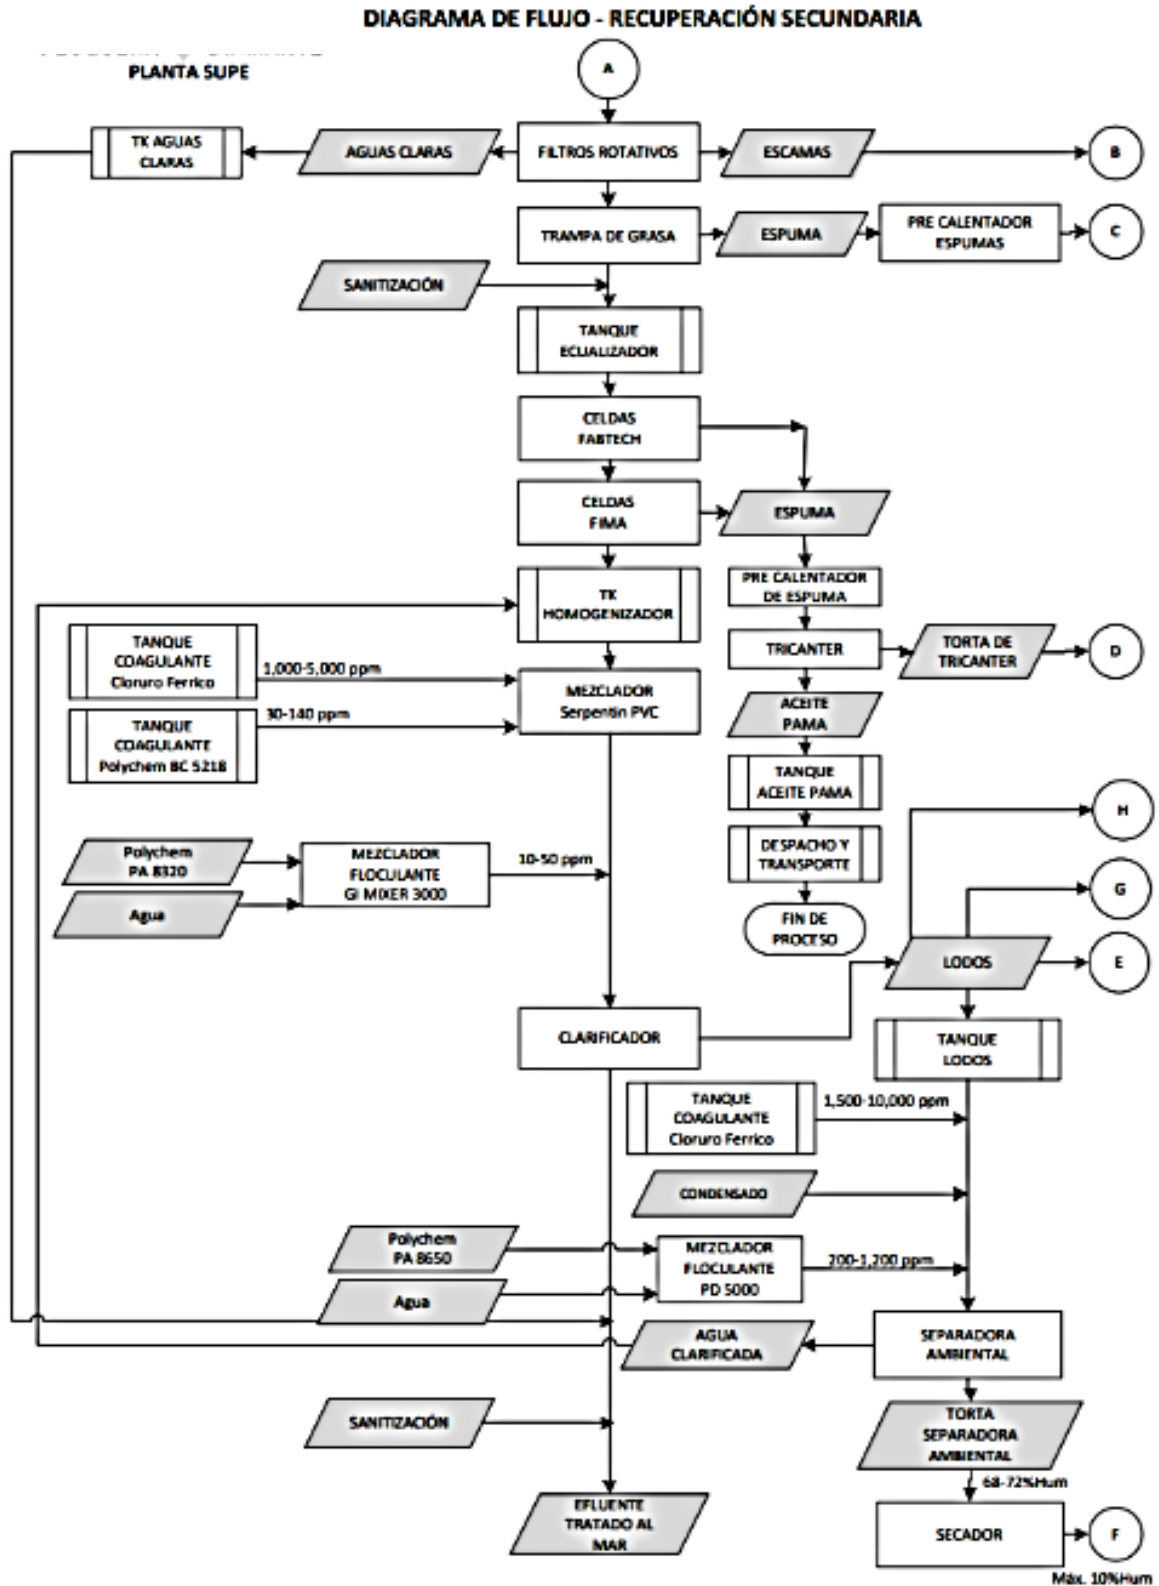 DIAGRAMA DE FLUJO - RECUPERACIÓN SECUNDARIA
PLANTA SUPE
A
TK AGUAS
CLARAS
AGUAS CLARAS
FILTROS ROTATIVOS
ESCAMAS
B
TRAMPA DE GRASA
ESPUMA
PRE CALENTADOR
ESPUMAS
C
SANITIZACIÓN
TANQUE
ECUALIZADOR
CELDAS
FABTECH
CELDAS
FIMA
ESPUMA
TK
HOMOGENIZADOR
PRE CALENTADOR
DE ESPUMA
TANQUE
COAGULANTE
Cloruro Ferrico
1,000-5,000 ppm
TRICANTER
TORTA DE
TRICANTER
D
MEZCLADOR
Serpentin PVC
TANQUE
COAGULANTE
Polychem BC 5218
30-140 ppm
ACEITE
PAMA
TANQUE
ACEITE PAMA
H
Polychem
PA 8320
MEZCLADOR
FLOCULANTE
GI MIXER 3000
10-50 ppm
DESPACHO Y
TRANSPORTE
Agua
G
FIN DE
PROCESO
LODOS
E
CLARIFICADOR
TANQUE
LODOS
TANQUE
COAGULANTE
Cloruro Ferrico
1,500-10,000 ppm
CONDENSADO
Polychem
PA 8650
MEZCLADOR
FLOCULANTE
PD 5000
200-1,200 ppm
Agua
AGUA
CLARIFICADA
SEPARADORA
AMBIENTAL
SANITIZACIÓN
TORTA
SEPARADORA
AMBIENTAL
68-72%Hum
EFLUENTE
TRATADO AL
MAR
SECADOR
F
Máx. 10%Hum